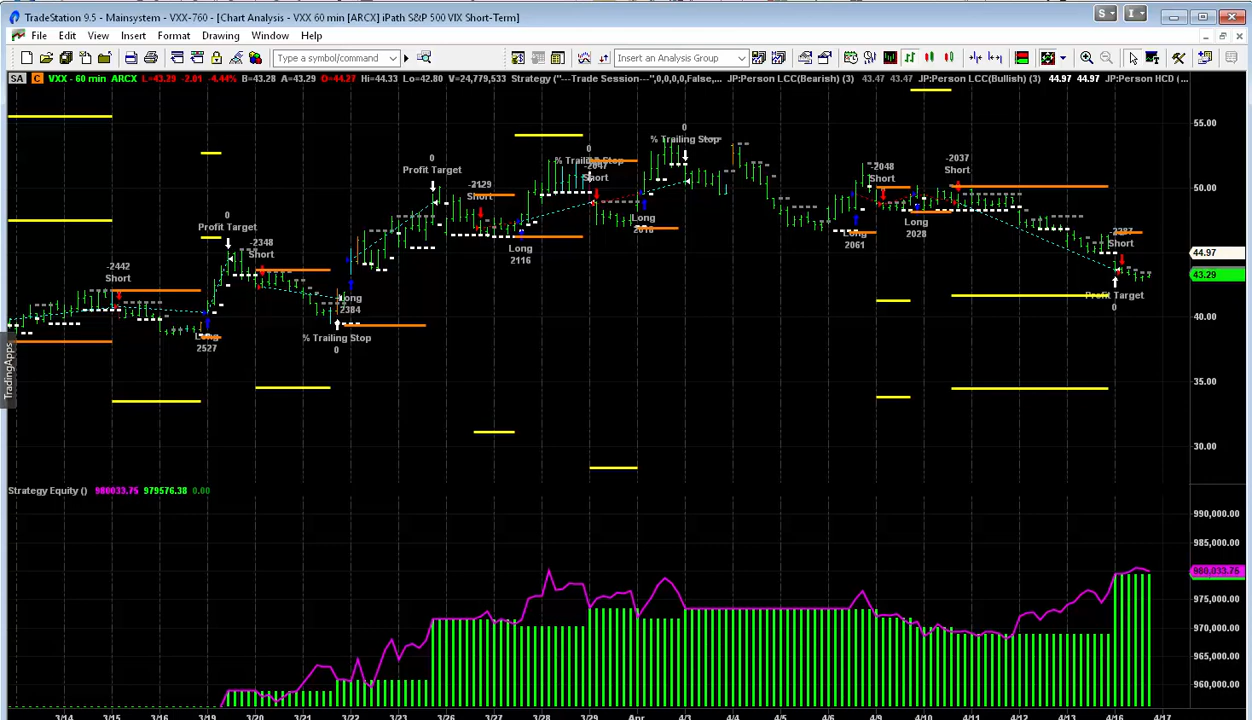 TradeStation 9.5 - Mainsystem - VXX-760 - [Chart Analysis - VXX 60 min [ARCX] iPath S&P 500 VIX Short-Term]
S
I
File Edit View Insert Format Drawing Window Help
Type a symbol/command
Insert an Analysis Group
SA C VXX - 60 min ARCX L=43.29 -2.01 -4.44% B=43.28 A=43.29 O=44.27 Hi=44.33 Lo=42.80 V=24,779,533 Strategy ("---Trade Session---",0,0,0,0,False,... JP:Person LCC(Bearish) (3) 43.47 43.47 JP:Person LCC(Bullish) (3) 44.97 44.97 JP:Person HCD (...
55.00
0
% Trailing Stop
0
% Trailing Stop
0
Profit Target
-2129
Short
Short
-2048
Short
-2037
Short
50.00
0
Profit Target
-2348
Short
-2442
Short
Long
2116
Long
Long
2061
Long
2028
Short
45.00
44.97
43.29
Long
2384
Profit Target
0
40.00
% Trailing Stop
0
Long
2527
TradingApps
35.00
30.00
Strategy Equity () 980033.75 979576.38 0.00
990,000.00
985,000.00
980,033.75
975,000.00
970,000.00
965,000.00
960,000.00
3/14 3/15 3/16 3/19 3/20 3/21 3/22 3/23 3/26 3/27 3/28 3/29 Apr 4/3 4/4 4/5 4/6 4/9 4/10 4/11 4/12 4/13 4/16 4/17